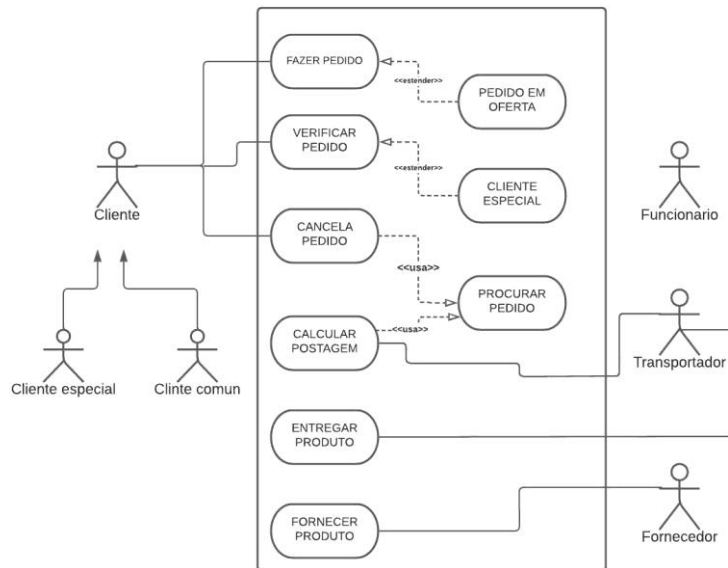 FAZER PEDIDO
<<estender>>
PEDIDO EM
OFERTA
VERIFICAR
PEDIDO
<<estender>>
CLIENTE
ESPECIAL
Cliente
Funcionario
CANCELA
PEDIDO
<<usa>>
PROCURAR
PEDIDO
CALCULAR
POSTAGEM
<<usa>>
Transportador
Cliente especial
Clinte comun
ENTREGAR
PRODUTO
FORNECER
PRODUTO
Fornecedor